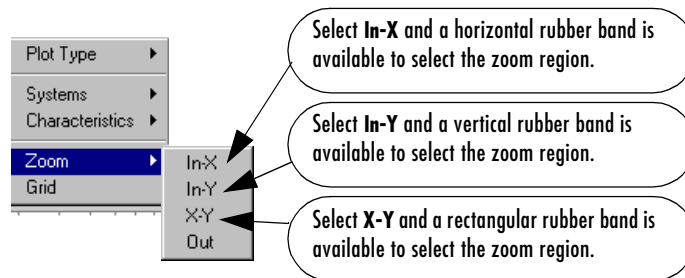 Plot Type
Systems
Characteristics
Zoom
Grid
In-X
In-Y
X-Y
Out
Select In-X and a horizontal rubber band is
available to select the zoom region.
Select In-Y and a vertical rubber band is
available to select the zoom region.
Select X-Y and a rectangular rubber band is
available to select the zoom region.